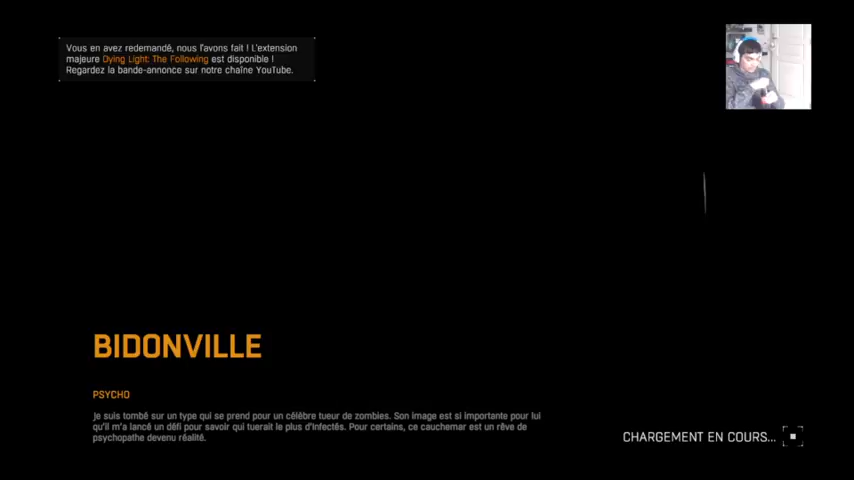 Vous en avez redemandé, nous l'avons fait ! L'extension
majeure Dying Light: The Following est disponible !
Regardez la bande-annonce sur notre chaîne YouTube.
BIDONVILLE
PSYCHO
Je suis tombé sur un type qui se prend pour un célèbre tueur de zombies. Son image est si importante pour lui
qu'il m'a lancé un défi pour savoir qui tuerait le plus d'Infectés. Pour certains, ce cauchemar est un rêve de
psychopathe devenu réalité.
CHARGEMENT EN COURS...